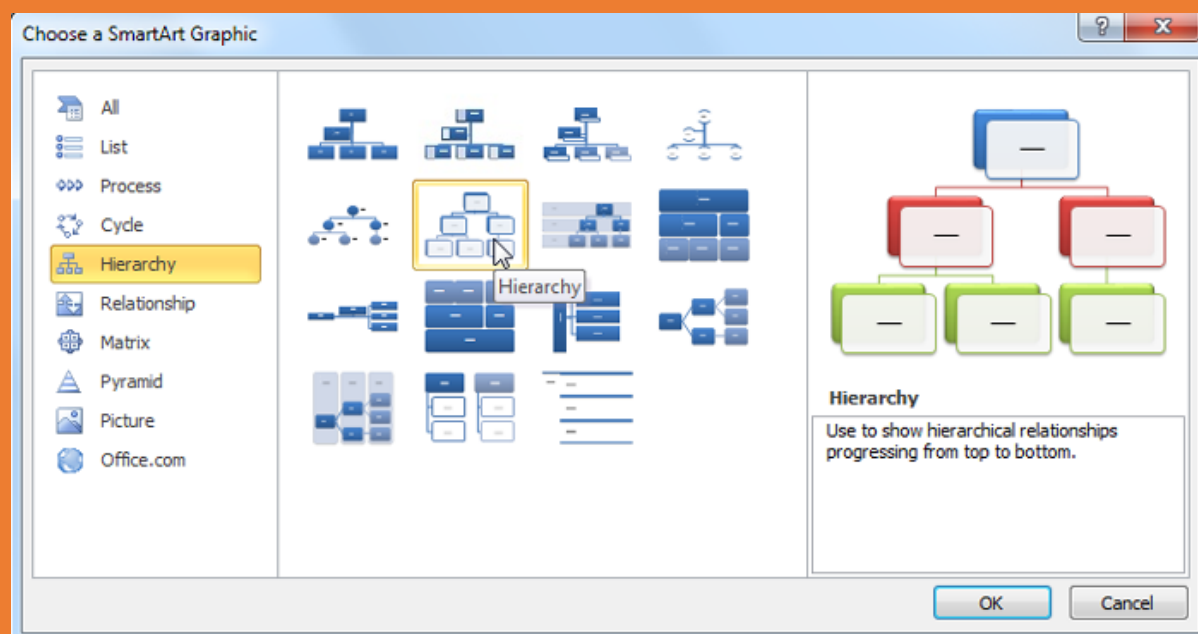 Choose a SmartArt Graphic
?
All
List
Process
Cycle
Hierarchy
Relationship
Matrix
Pyramid
Picture
Office.com
Hierarchy
Hierarchy
Use to show hierarchical relationships
progressing from top to bottom.
OK
Cancel